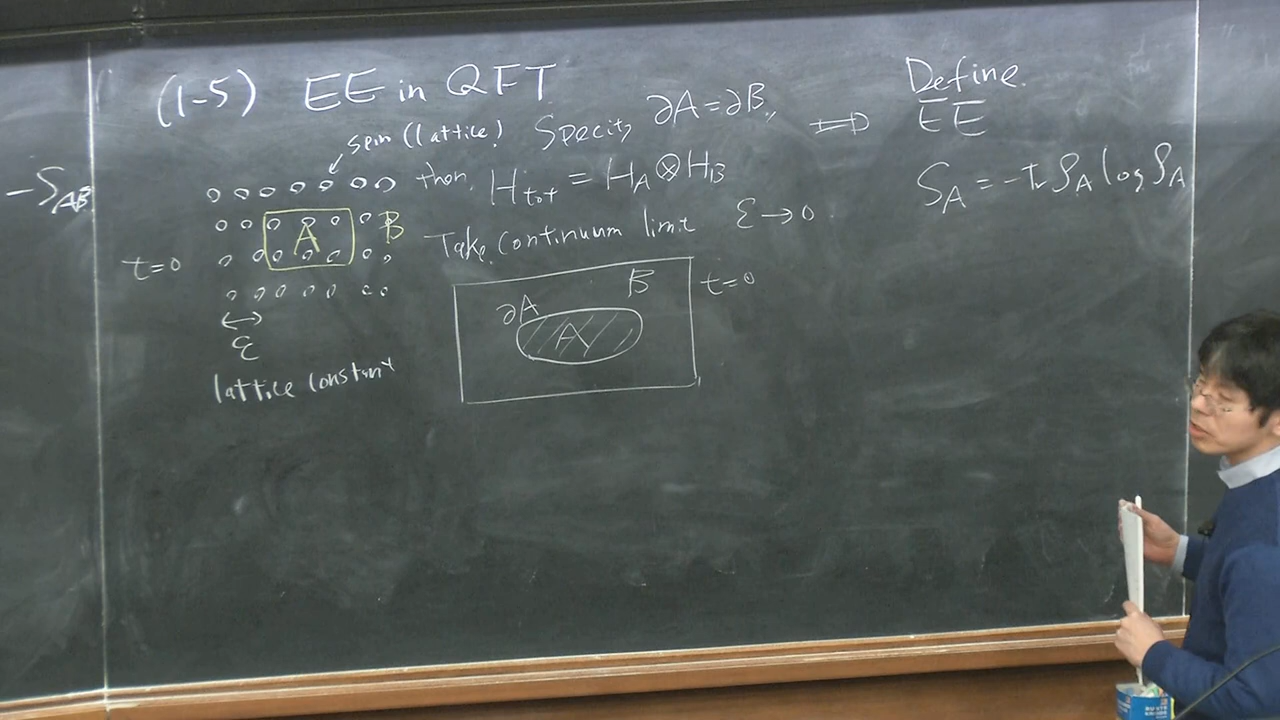 (1-5) EE in QFT
spin (lattice)
Specify ∂A=∂B,
then H_tot = H_A⊗H_B
⟹ Define
EE
S_A = -tr ρ_A log ρ_A
-S_AB
t=0
A
B
Take continuum limit ε→0
ε
lattice constant
∂A
A
B
t=0